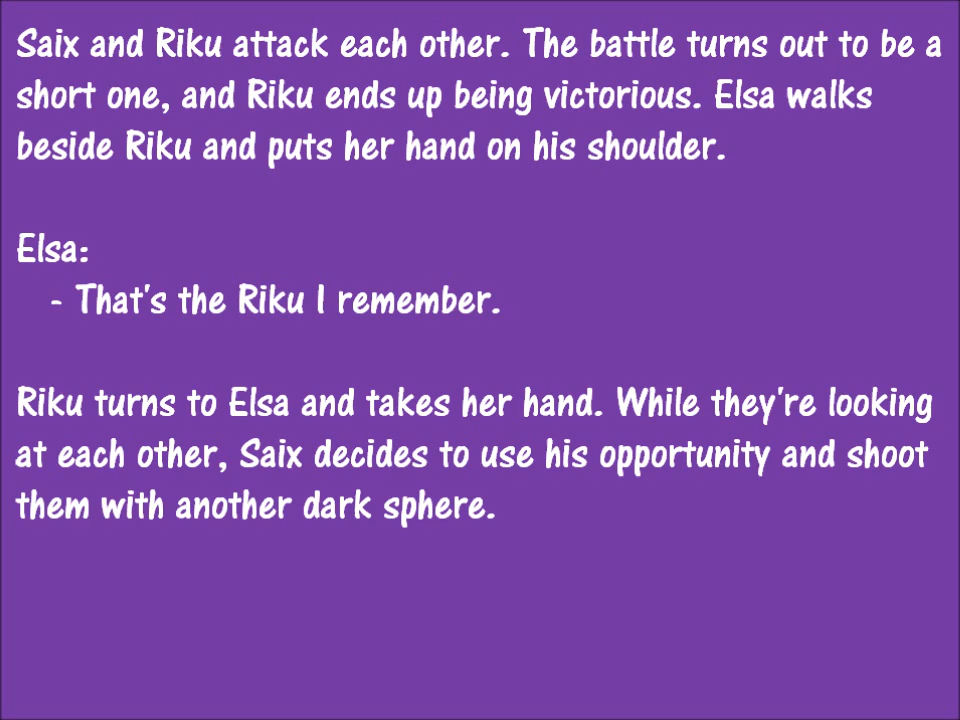 Saix and Riku attack each other. The battle turns out to be a
short one, and Riku ends up being victorious. Elsa walks
beside Riku and puts her hand on his shoulder.
Elsa:
- That's the Riku I remember.
Riku turns to Elsa and takes her hand. While they're looking
at each other, Saix decides to use his opportunity and shoot
them with another dark sphere.